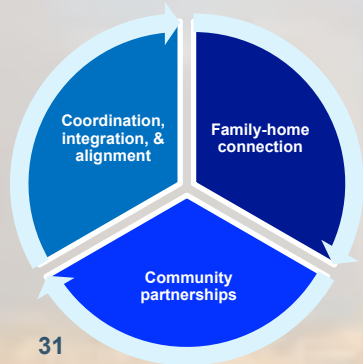 Coordination,
integration, &
alignment
Family-home
connection
Community
partnerships
31